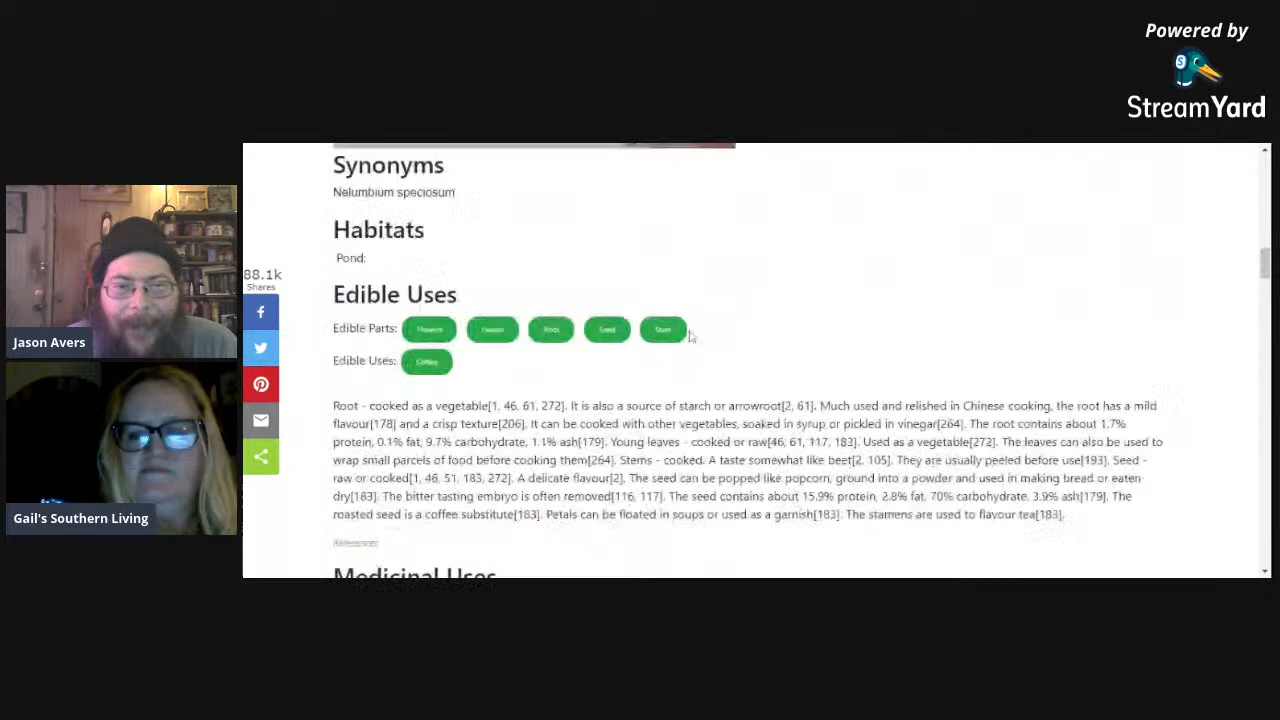 Powered by
StreamYard
Synonyms
Nelumbium speciosum
Habitats
Pond:
88.1k
Shares
Edible Uses
Edible Parts: Flowers Leaves Root Seed Stem
Edible Uses: Coffee
Jason Avers
Root - cooked as a vegetable[1, 46, 61, 272]. It is also a source of starch or arrowroot[2, 61]. Much used and relished in Chinese cooking, the root has a mild
flavour[178] and a crisp texture[206]. It can be cooked with other vegetables, soaked in syrup or pickled in vinegar[264]. The root contains about 1.7%
protein, 0.1% fat, 9.7% carbohydrate, 1.1% ash[179]. Young leaves - cooked or raw[46, 61, 117, 183]. Used as a vegetable[272]. The leaves can also be used to
wrap small parcels of food before cooking them[264]. Stems - cooked. A taste somewhat like beet[2, 105]. They are usually peeled before use[193]. Seed -
raw or cooked[1, 46, 51, 183, 272]. A delicate flavour[2]. The seed can be popped like popcorn, ground into a powder and used in making bread or eaten
dry[183]. The bitter tasting embryo is often removed[116, 117]. The seed contains about 15.9% protein, 2.8% fat, 70% carbohydrate, 3.9% ash[179]. The
roasted seed is a coffee substitute[183]. Petals can be floated in soups or used as a garnish[183]. The stamens are used to flavour tea[183].
Gail's Southern Living
References
Medicinal Uses